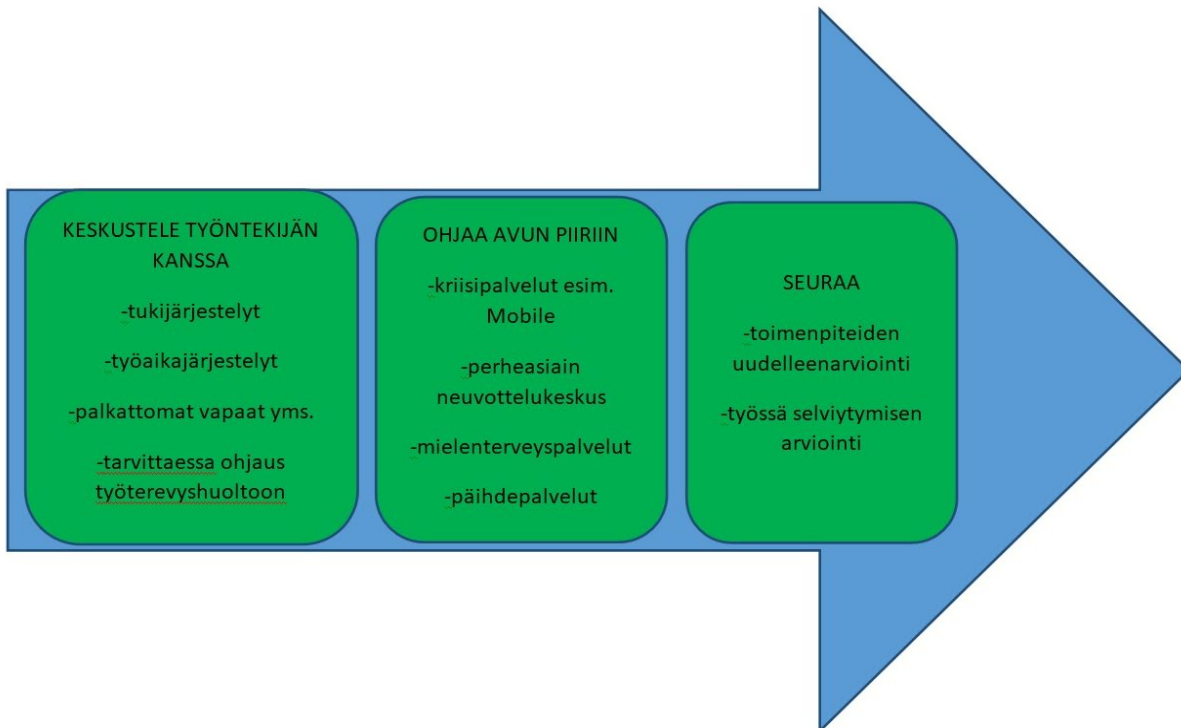 KESKUSTELE TYÖNTEKIJÄN
KANSSA
-tukijärjestelyt
-työaikajärjestelyt
-palkattomat vapaat yms.
-tarvittaessa ohjaus
työterevyshuoltoon
OHJAA AVUN PIIRIIN
-kriisipalvelut esim.
Mobile
-perheasiain
neuvottelukeskus
-mielenterveyspalvelut
-päihdepalvelut
SEURAA
-toimenpiteiden
uudelleenarviointi
-työssä selviytymisen
arviointi